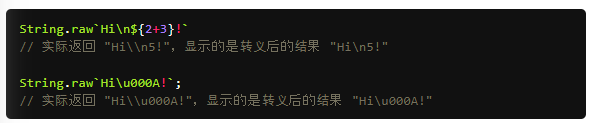 String.raw`Hi\n${2+3}!`
// 实际返回 "Hi\\n5!"，显示的是转义后的结果 "Hi\n5!"
String.raw`Hi\u000A!`;
// 实际返回 "Hi\\u000A!"，显示的是转义后的结果 "Hi\u000A!"